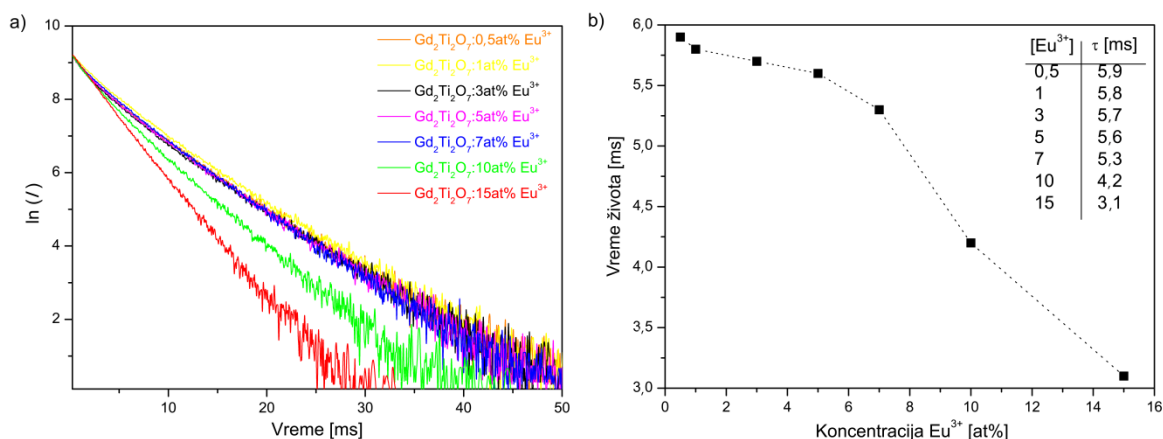 a)
10
8
6
4
2
ln (I)
10
20
30
40
50
Vreme [ms]
Gd₂Ti₂O₇:0,5at% Eu³⁺
Gd₂Ti₂O₇:1at% Eu³⁺
Gd₂Ti₂O₇:3at% Eu³⁺
Gd₂Ti₂O₇:5at% Eu³⁺
Gd₂Ti₂O₇:7at% Eu³⁺
Gd₂Ti₂O₇:10at% Eu³⁺
Gd₂Ti₂O₇:15at% Eu³⁺
b)
6,0
5,5
5,0
4,5
4,0
3,5
3,0
Vreme života [ms]
0
2
4
6
8
10
12
14
16
Koncentracija Eu³⁺ [at%]
[Eu³⁺] τ [ms]
0,5 5,9
1 5,8
3 5,7
5 5,6
7 5,3
10 4,2
15 3,1